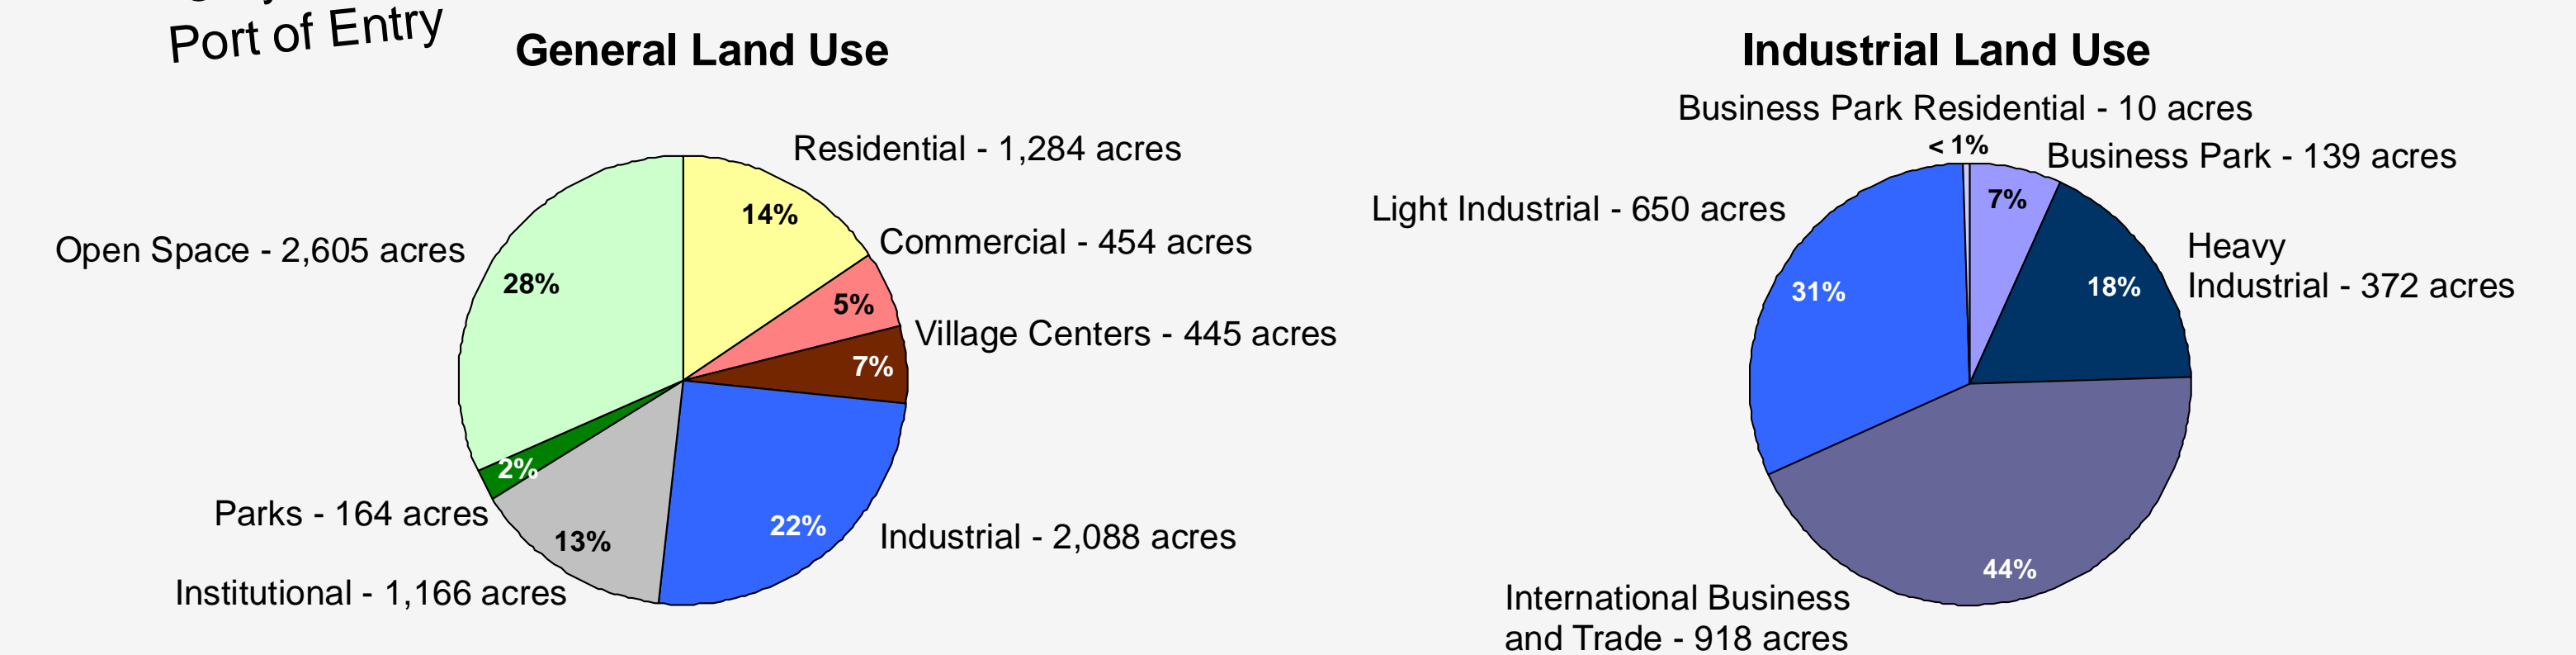 Port of Entry
General Land Use
Residential - 1,284 acres
14%
Commercial - 454 acres
5%
Village Centers - 445 acres
7%
Industrial - 2,088 acres
22%
Institutional - 1,166 acres
13%
Parks - 164 acres
2%
Open Space - 2,605 acres
28%
Industrial Land Use
Business Park Residential - 10 acres
< 1%
Business Park - 139 acres
7%
Heavy
Industrial - 372 acres
18%
International Business
and Trade - 918 acres
44%
Light Industrial - 650 acres
31%